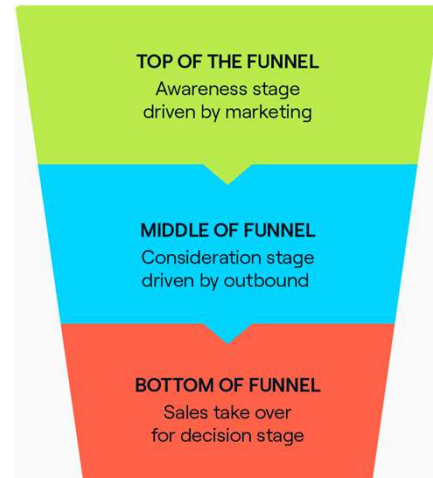 TOP OF THE FUNNEL
Awareness stage
driven by marketing
MIDDLE OF FUNNEL
Consideration stage
driven by outbound
BOTTOM OF FUNNEL
Sales take over
for decision stage